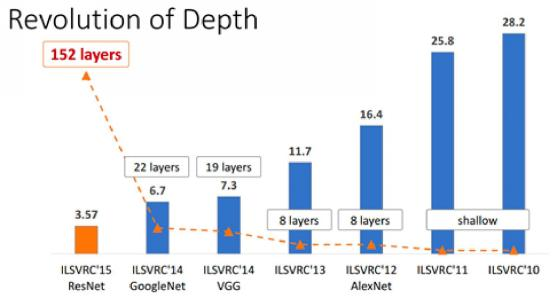 Revolution of Depth
28.2
25.8
152 layers
16.4
11.7
22 layers
19 layers
6.7
7.3
3.57
8 layers
8 layers
shallow
ILSVRC'15
ResNet
ILSVRC'14
GoogleNet
ILSVRC'14
VGG
ILSVRC'13
ILSVRC'12
AlexNet
ILSVRC'11
ILSVRC'10